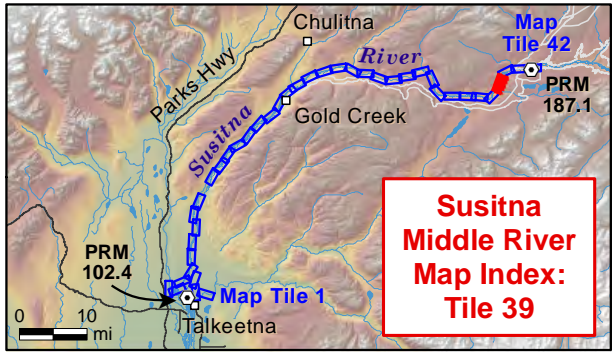 Chulitna
Map
Tile 42
River
Parks Hwy
PRM
187.1
Gold Creek
Susitna
PRM
102.4
Map Tile 1
0 10
mi
Talkeetna
Susitna
Middle River
Map Index:
Tile 39